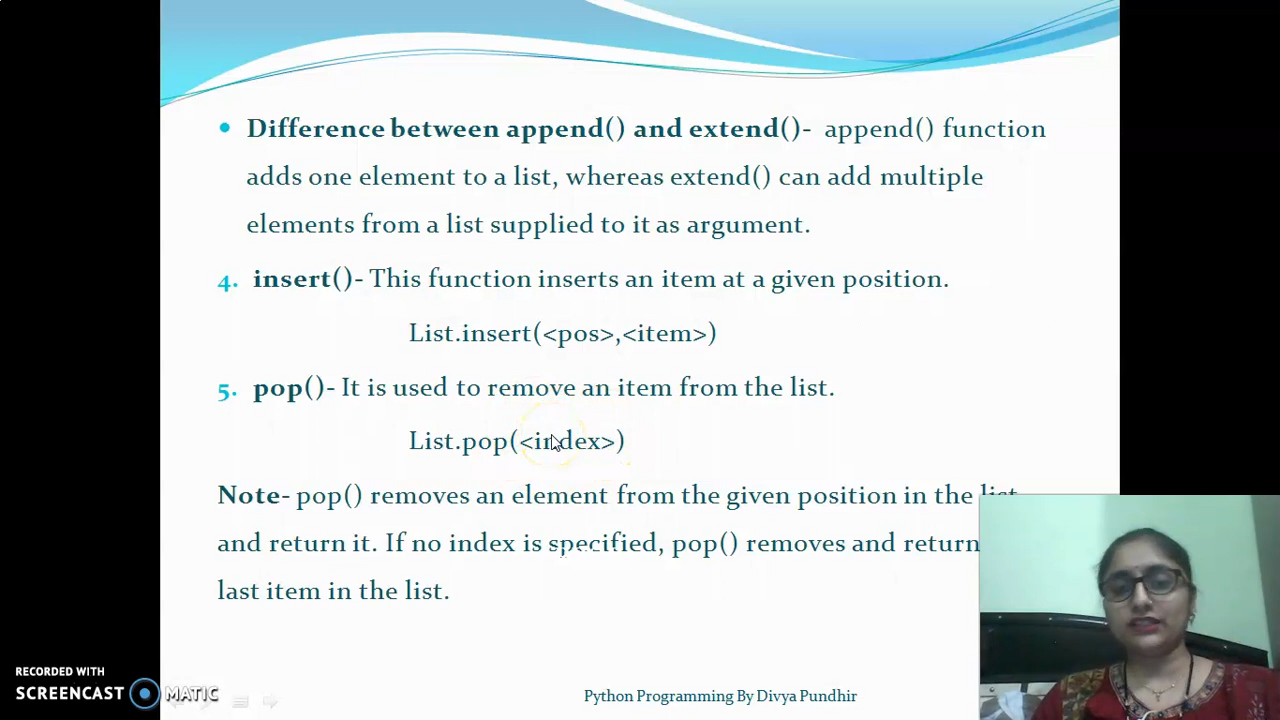 • Difference between append() and extend()- append() function
adds one element to a list, whereas extend() can add multiple
elements from a list supplied to it as argument.
4. insert()- This function inserts an item at a given position.
List.insert(<pos>,<item>)
5. pop()- It is used to remove an item from the list.
List.pop(<index>)
Note- pop() removes an element from the given position in the list
and return it. If no index is specified, pop() removes and return
last item in the list.
RECORDED WITH
SCREENCAST MATIC
Python Programming By Divya Pundhir